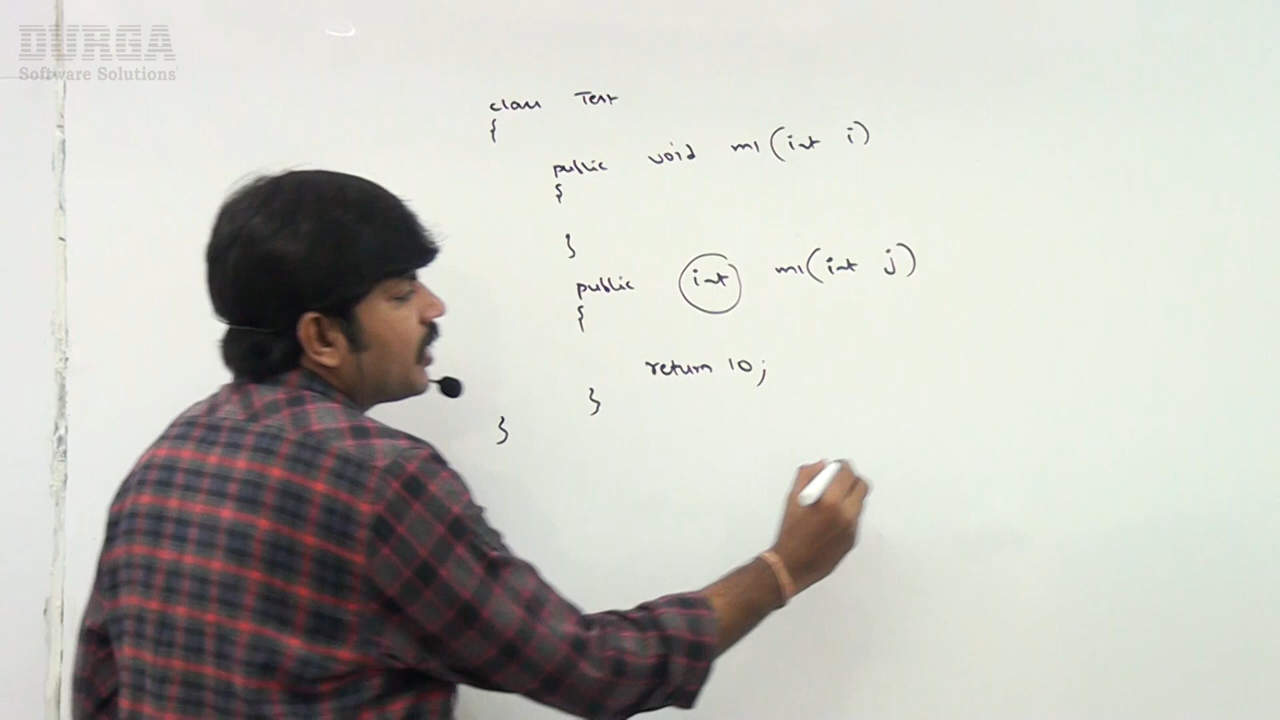 DURGA
Software Solutions
class Test
{
public void m1(int i)
{
}
public int m1(int j)
{
return 10;
}
}